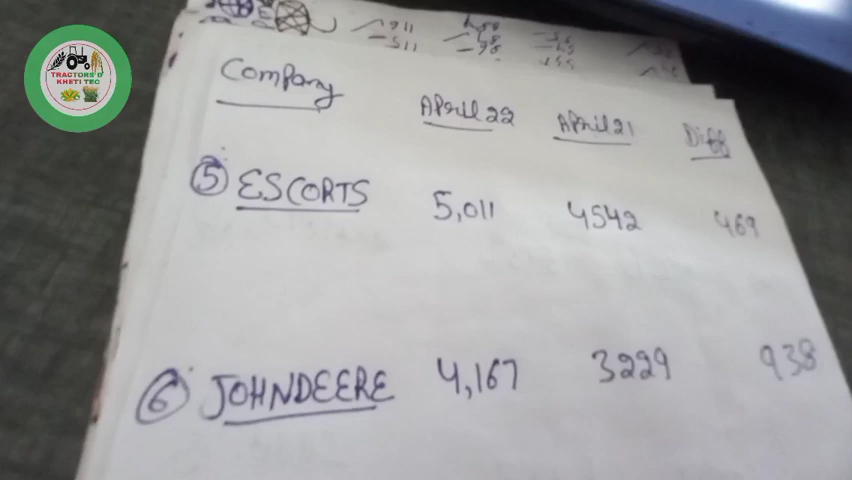 TRACTORS &
KHETI TEC
Company April 22 April 21 Diff
5 ESCORTS 5,011 4542 469
6 JOHNDEERE 4,167 3229 938